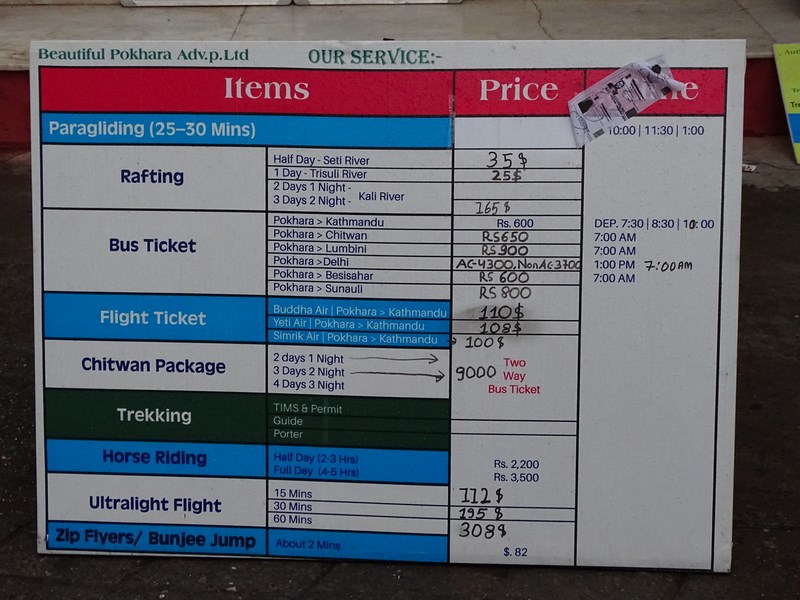 Beautiful Pokhara Adv.p.Ltd OUR SERVICE:-
Items Price
Paragliding (25-30 Mins) 10:00 | 11:30 | 1:00
Rafting
Half Day - Seti River 35$
1 Day - Trisuli River 25$
2 Days 1 Night -
3 Days 2 Night - Kali River 165$
Bus Ticket
Pokhara > Kathmandu Rs. 600 DEP. 7:30 | 8:30 | 10:00
Pokhara > Chitwan RS650 7:00 AM
Pokhara > Lumbini RS900 7:00 AM
Pokhara >Delhi AC-4300, Non AC-3700 1:00 PM 7:00AM
Pokhara > Besisahar RS 600 7:00 AM
Pokhara > Sunauli RS 800
Flight Ticket
Buddha Air | Pokhara > Kathmandu 110$
Yeti Air | Pokhara > Kathmandu 108$
Simrik Air | Pokhara > Kathmandu 100$
Chitwan Package
2 days 1 Night
3 Days 2 Night 9000
4 Days 3 Night
Two
Way
Bus Ticket
Trekking
TIMS & Permit
Guide
Porter
Horse Riding
Half Day (2-3 Hrs) Rs. 2,200
Full Day (4-5 Hrs) Rs. 3,500
Ultralight Flight
15 Mins 112$
30 Mins 195$
60 Mins 308$
Zip Flyers/ Bunjee Jump About 2 Mins $. 82